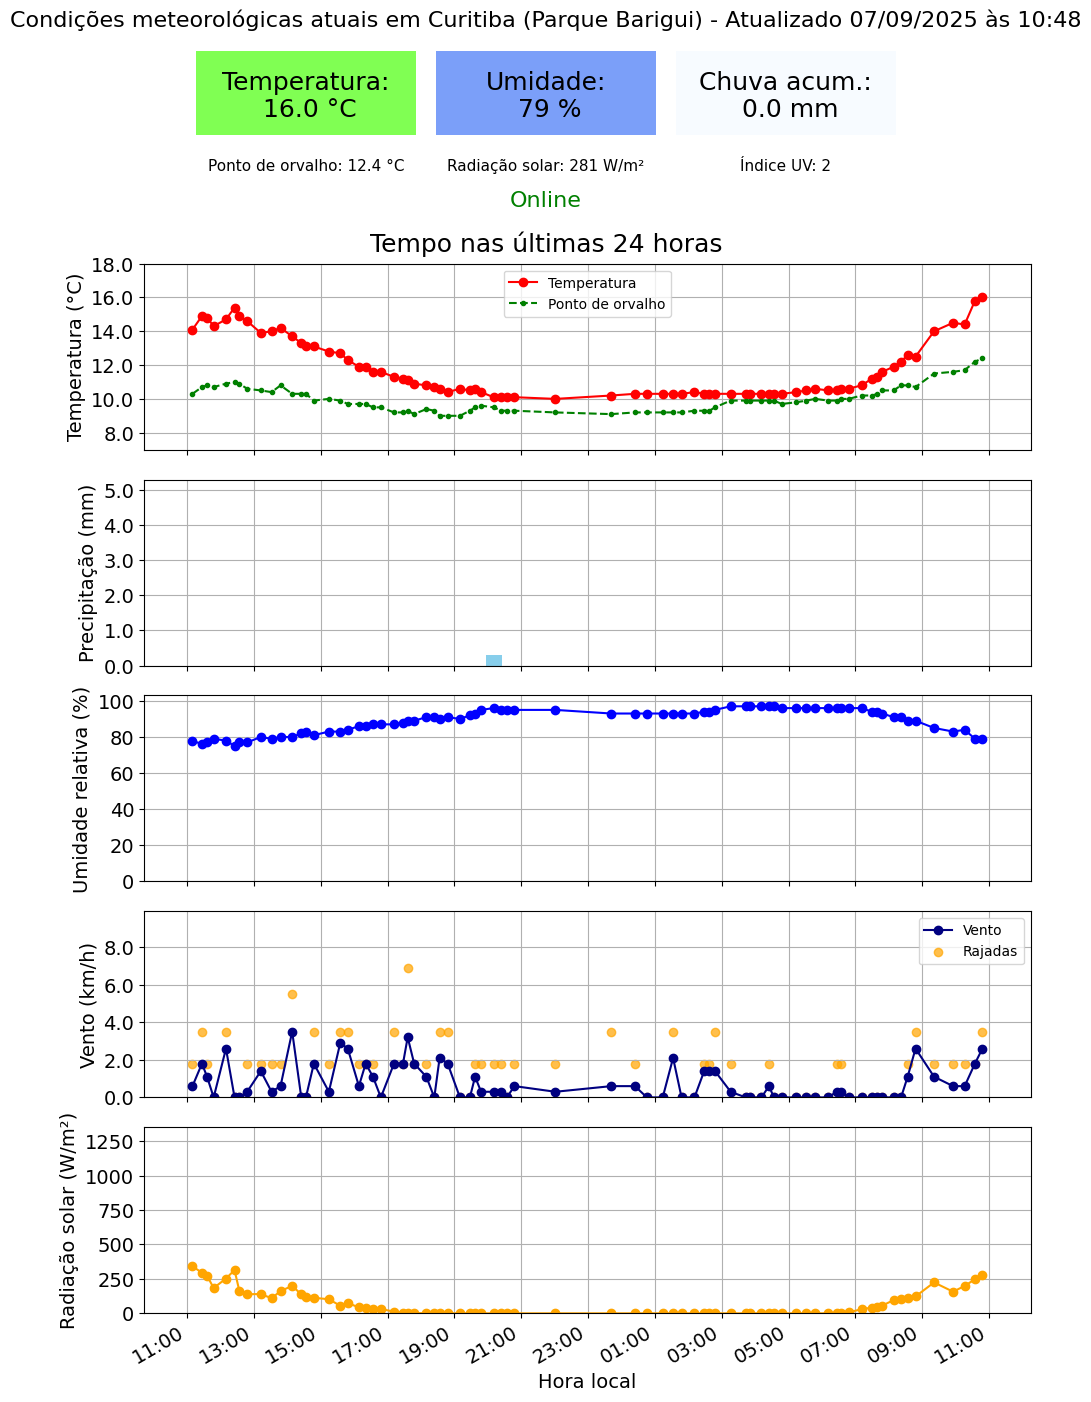 Condições meteorológicas atuais em Curitiba (Parque Barigui) - Atualizado 07/09/2025 às 10:48
Temperatura:
16.0 °C
Umidade:
79 %
Chuva acum.:
0.0 mm
Ponto de orvalho: 12.4 °C
Radiação solar: 281 W/m²
Índice UV: 2
Online
Tempo nas últimas 24 horas
Temperatura (°C)
18.0
16.0
14.0
12.0
10.0
8.0
Temperatura
Ponto de orvalho
Precipitação (mm)
5.0
4.0
3.0
2.0
1.0
0.0
Umidade relativa (%)
100
80
60
40
20
0
Vento (km/h)
8.0
6.0
4.0
2.0
0.0
Vento
Rajadas
Radiação solar (W/m²)
1250
1000
750
500
250
0
11:00
13:00
15:00
17:00
19:00
21:00
23:00
01:00
03:00
05:00
07:00
09:00
11:00
Hora local